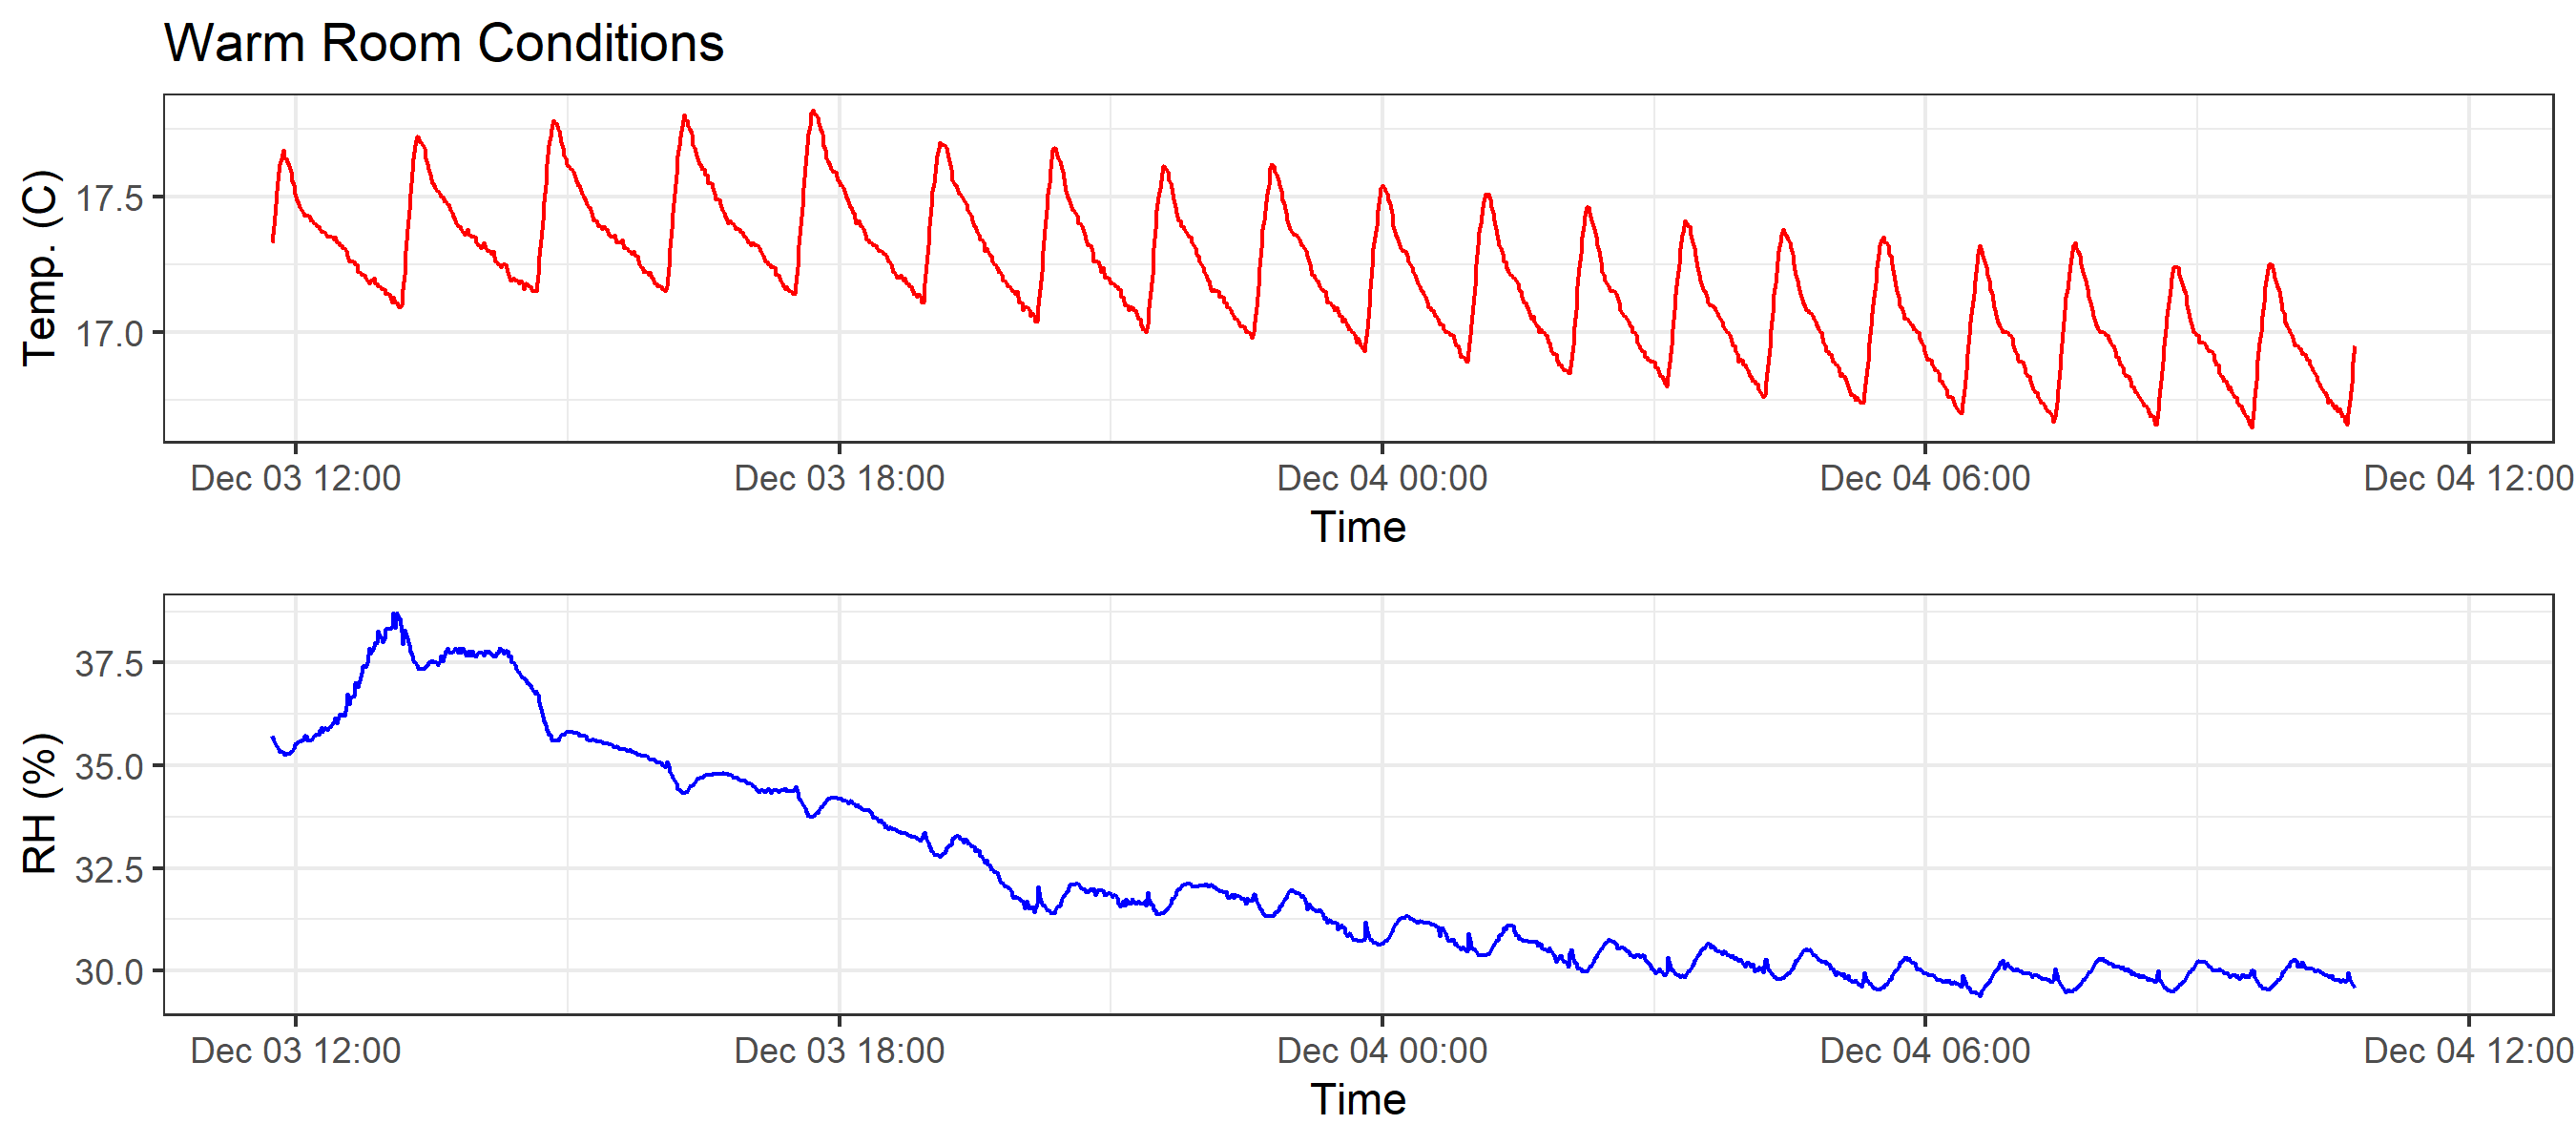 Warm Room Conditions
Temp. (C)
17.5
17.0
Dec 03 12:00 Dec 03 18:00 Dec 04 00:00 Dec 04 06:00 Dec 04 12:00
Time
RH (%)
37.5
35.0
32.5
30.0
Dec 03 12:00 Dec 03 18:00 Dec 04 00:00 Dec 04 06:00 Dec 04 12:00
Time